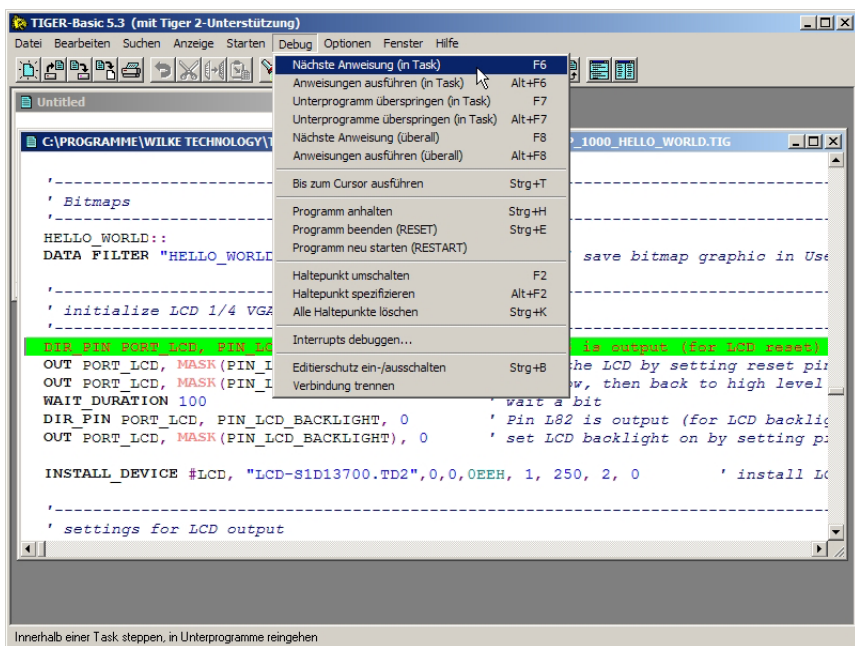 TIGER-Basic 5.3 (mit Tiger 2-Unterstützung)
Datei Bearbeiten Suchen Anzeige Starten Debug Optionen Fenster Hilfe
Nächste Anweisung (in Task) F6
Anweisungen ausführen (in Task) Alt+F6
Unterprogramm überspringen (in Task) F7
Unterprogramme überspringen (in Task) Alt+F7
Nächste Anweisung (überall) F8
Anweisungen ausführen (überall) Alt+F8
Bis zum Cursor ausführen Strg+T
Programm anhalten Strg+H
Programm beenden (RESET) Strg+E
Programm neu starten (RESTART)
Haltepunkt umschalten F2
Haltepunkt spezifizieren Alt+F2
Alle Haltepunkte löschen Strg+K
Interrupts debuggen...
Editierschutz ein-/ausschalten Strg+B
Verbindung trennen
Untitled
C:\PROGRAMME\WILKE TECHNOLOGY\ _1000_HELLO_WORLD.TIG
'--------------------------------
' Bitmaps
'--------------------------------
HELLO_WORLD::
DATA FILTER "HELLO_WORLD ' save bitmap graphic in
'--------------------------------
' initialize LCD 1/4 VGA
'--------------------------------
DIR_PIN PORT_LCD, is output (for LCD reset)
OUT PORT_LCD, MASK(PIN_ the LCD by setting reset
OUT PORT_LCD, MASK(PIN_ then back to high level
WAIT_DURATION 100 ' wait a bit
DIR_PIN PORT_LCD, PIN_LCD_BACKLIGHT, 0 ' Pin L82 is output (for LCD
OUT PORT_LCD, MASK(PIN_LCD_BACKLIGHT), 0 ' set LCD backlight on by setting
INSTALL_DEVICE #LCD, "LCD-S1D13700.TD2",0,0,0EEH, 1, 250, 2, 0 ' install
'--------------------------------
' settings for LCD output
Innerhalb einer Task steppen, in Unterprogramme reingehen